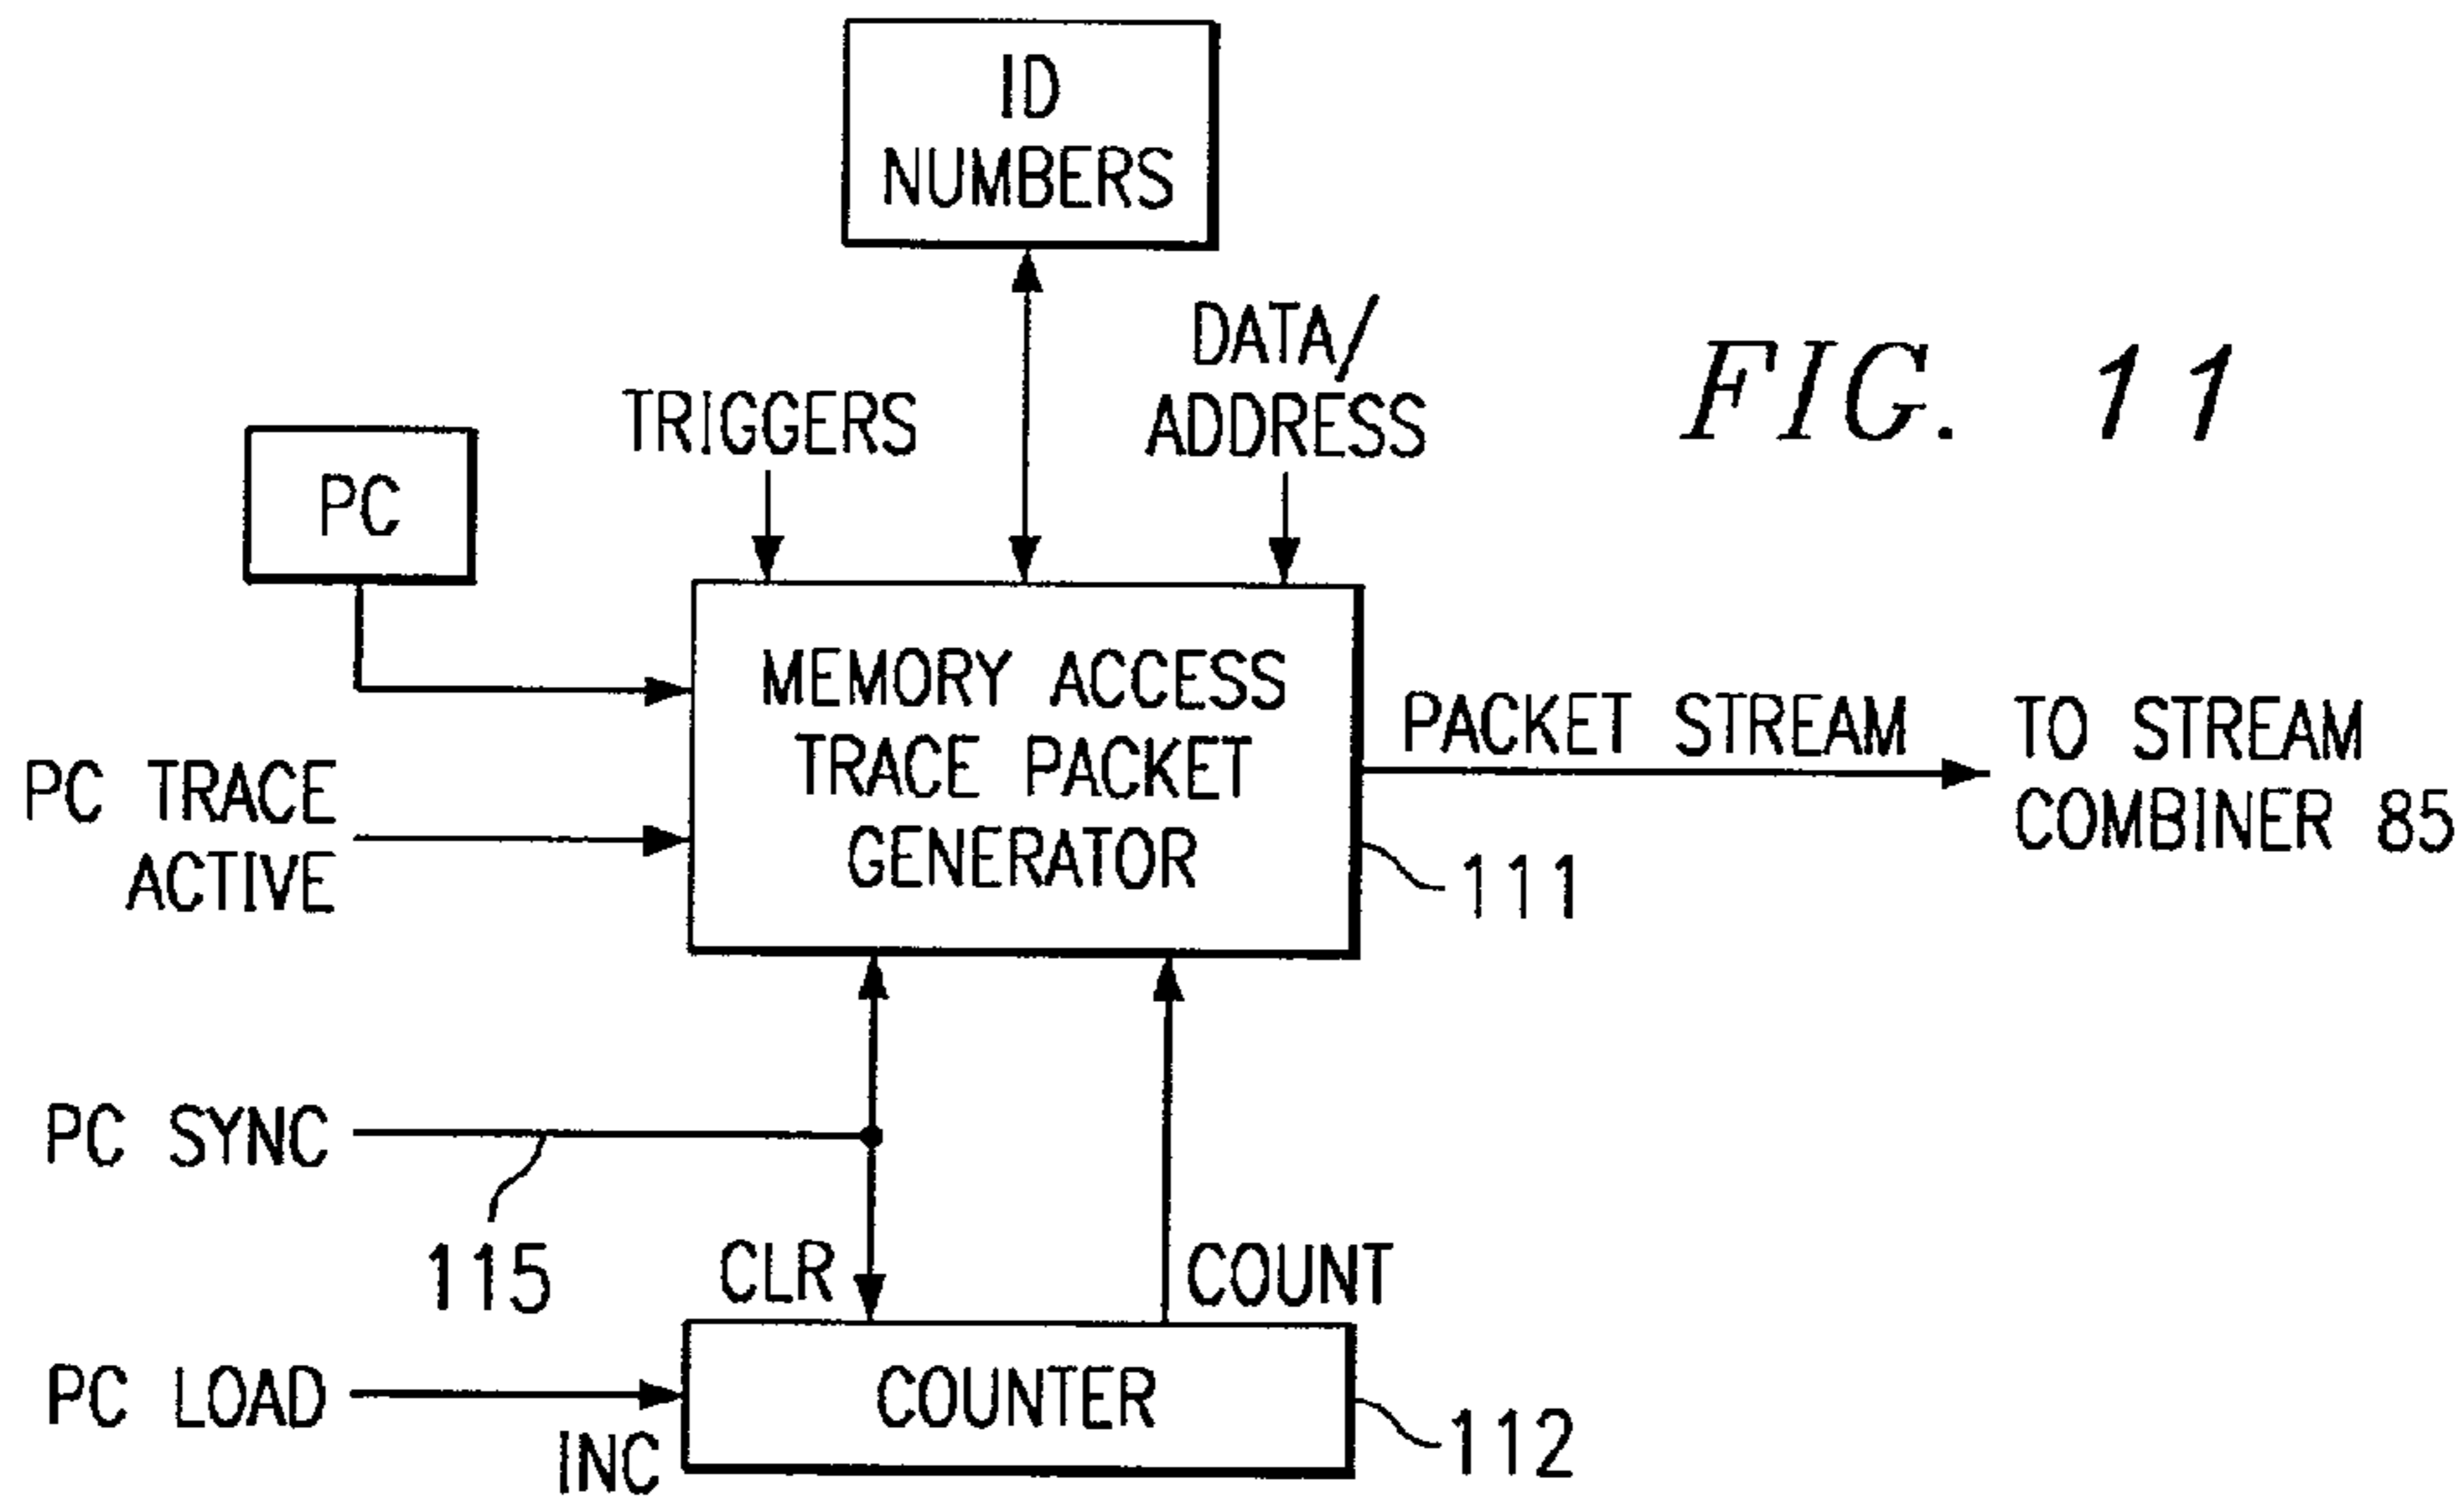 ID
NUMBERS
DATA/
ADDRESS
TRIGGERS
FIG. 11
PC
MEMORY ACCESS
TRACE PACKET
GENERATOR
PACKET STREAM
TO STREAM
COMBINER 85
PC TRACE
ACTIVE
111
PC SYNC
115
CLR
COUNT
PC LOAD
INC
COUNTER
112